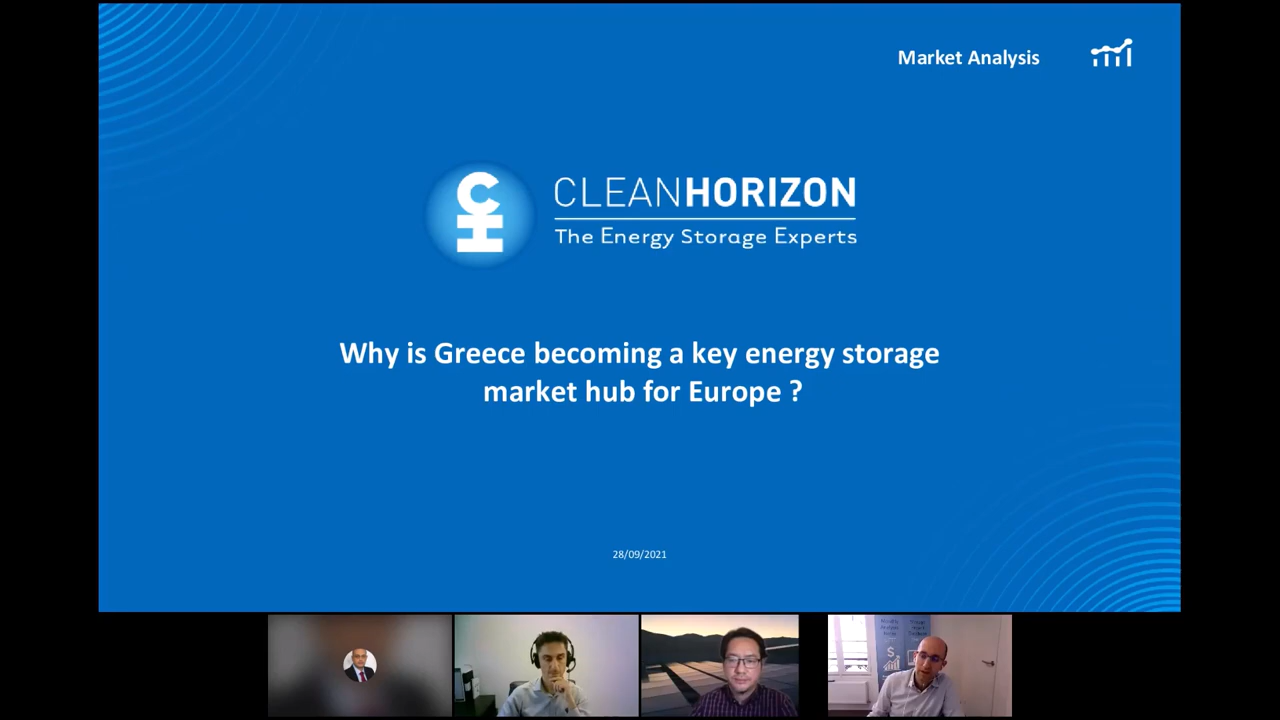 Market Analysis
CLEANHORIZON
The Energy Storage Experts
Why is Greece becoming a key energy storage
market hub for Europe ?
28/09/2021